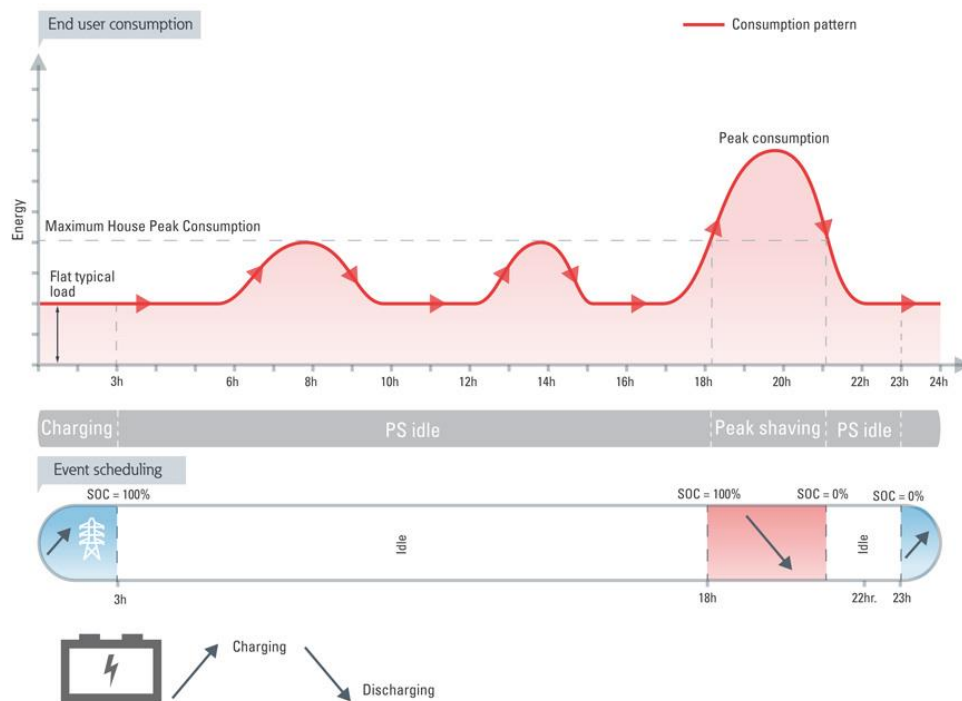 End user consumption
Consumption pattern
Peak consumption
Energy
Maximum House Peak Consumption
Flat typical
load
3h 6h 8h 10h 12h 14h 16h 18h 20h 22h 23h 24h
Charging PS idle Peak shaving PS idle
Event scheduling
SOC = 100% SOC = 100% SOC = 0% SOC = 0%
Idle Idle
3h 18h 22hr. 23h
Charging
Discharging